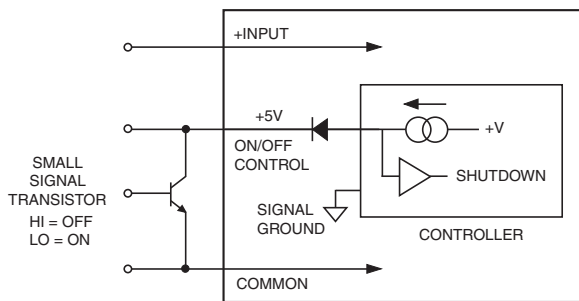 +INPUT
+5V
ON/OFF
CONTROL
+V
SHUTDOWN
SMALL
SIGNAL
TRANSISTOR
HI = OFF
LO = ON
SIGNAL
GROUND
CONTROLLER
COMMON